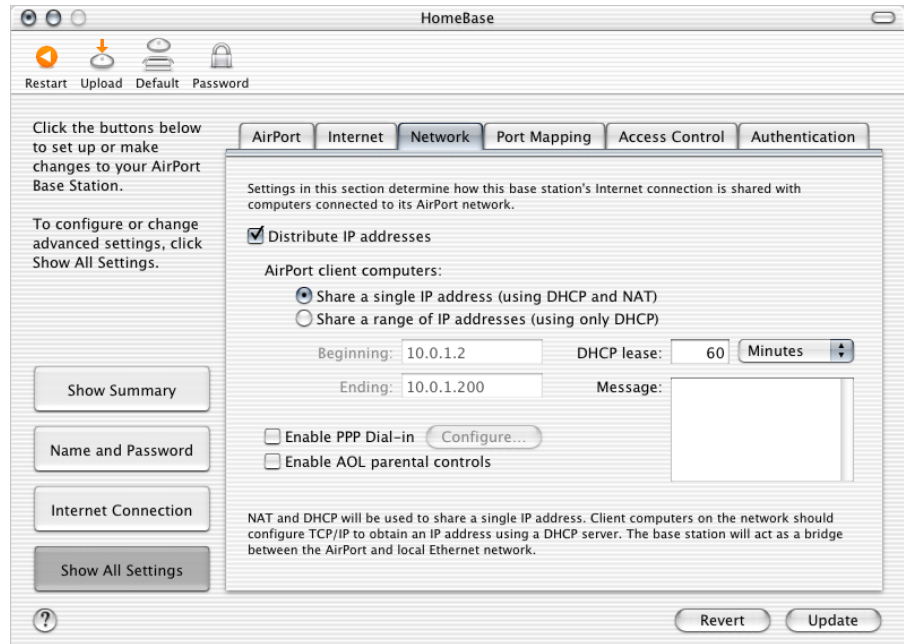 HomeBase
Restart Upload Default Password
Click the buttons below
to set up or make
changes to your AirPort
Base Station.
To configure or change
advanced settings, click
Show All Settings.
Show Summary
Name and Password
Internet Connection
Show All Settings
?
AirPort Internet Network Port Mapping Access Control Authentication
Settings in this section determine how this base station's Internet connection is shared with
computers connected to its AirPort network.
Distribute IP addresses
AirPort client computers:
Share a single IP address (using DHCP and NAT)
Share a range of IP addresses (using only DHCP)
Beginning: 10.0.1.2 DHCP lease: 60 Minutes
Ending: 10.0.1.200 Message:
Enable PPP Dial-in Configure...
Enable AOL parental controls
NAT and DHCP will be used to share a single IP address. Client computers on the network should
configure TCP/IP to obtain an IP address using a DHCP server. The base station will act as a bridge
between the AirPort and local Ethernet network.
Revert Update